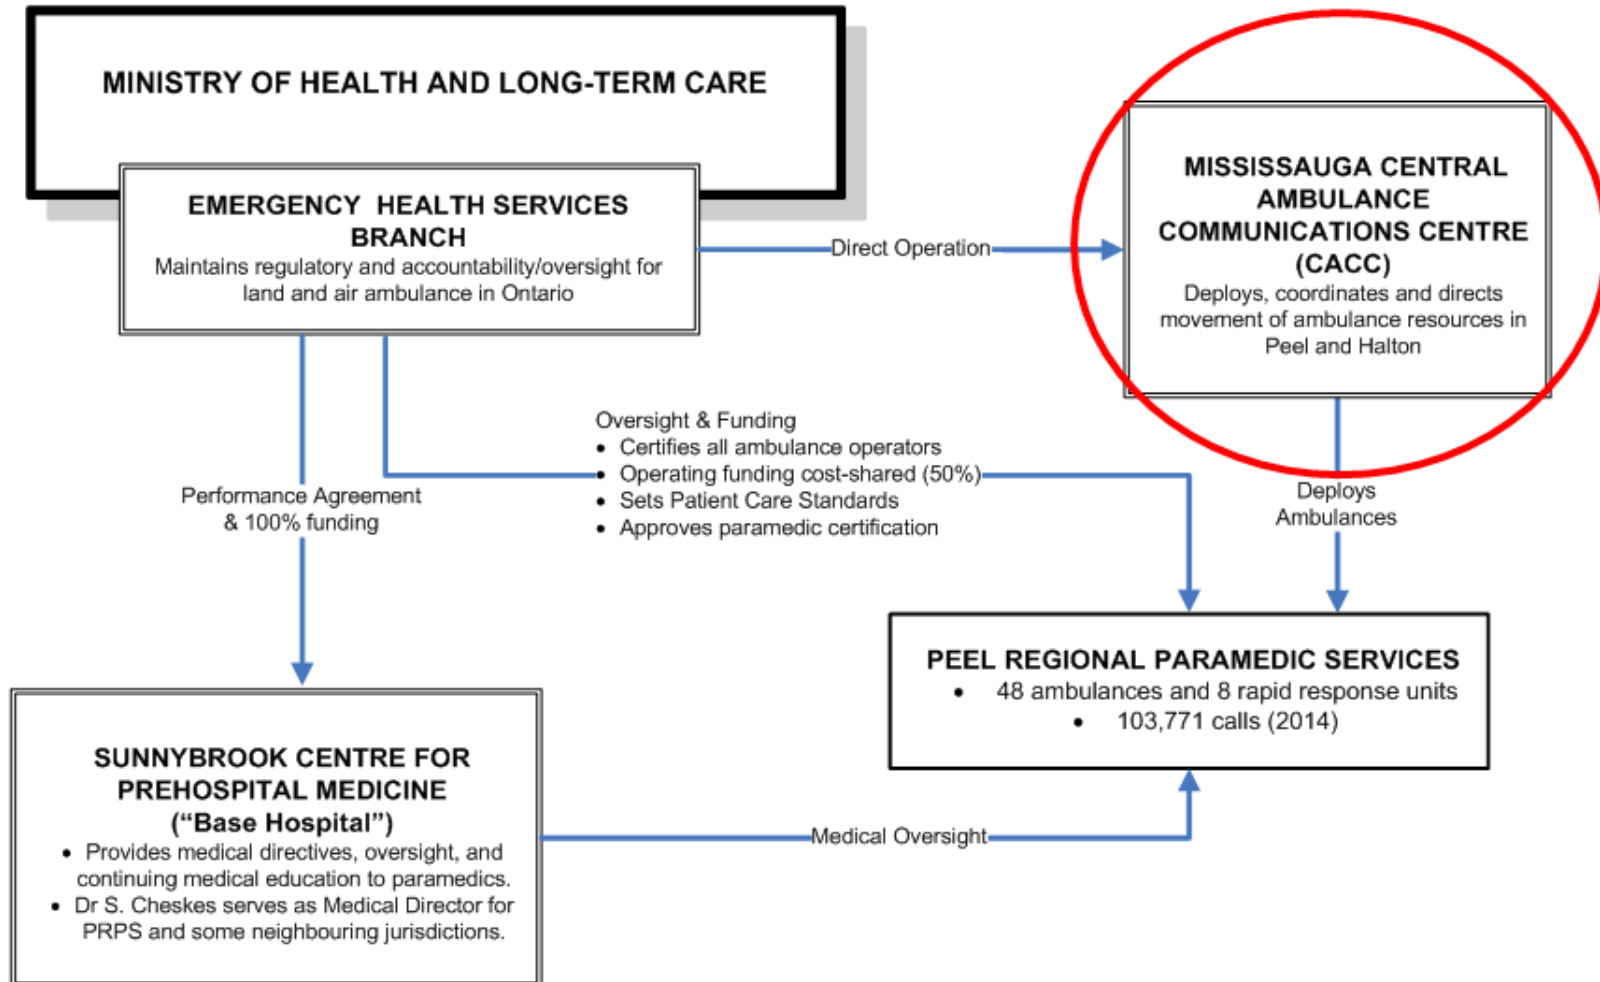 MINISTRY OF HEALTH AND LONG-TERM CARE
EMERGENCY HEALTH SERVICES
BRANCH
Maintains regulatory and accountability/oversight for
land and air ambulance in Ontario
Direct Operation
MISSISSAUGA CENTRAL
AMBULANCE
COMMUNICATIONS CENTRE
(CACC)
Deploys, coordinates and directs
movement of ambulance resources in
Peel and Halton
Oversight & Funding
• Certifies all ambulance operators
• Operating funding cost-shared (50%)
• Sets Patient Care Standards
• Approves paramedic certification
Performance Agreement
& 100% funding
Deploys
Ambulances
PEEL REGIONAL PARAMEDIC SERVICES
• 48 ambulances and 8 rapid response units
• 103,771 calls (2014)
SUNNYBROOK CENTRE FOR
PREHOSPITAL MEDICINE
(“Base Hospital”)
• Provides medical directives, oversight, and
continuing medical education to paramedics.
• Dr S. Cheskes serves as Medical Director for
PRPS and some neighbouring jurisdictions.
Medical Oversight